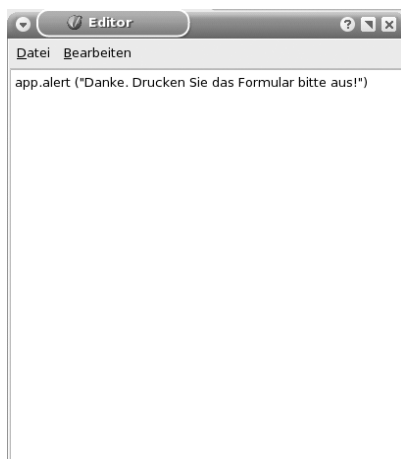 Editor
Datei Bearbeiten
app.alert ("Danke. Drucken Sie das Formular bitte aus!")